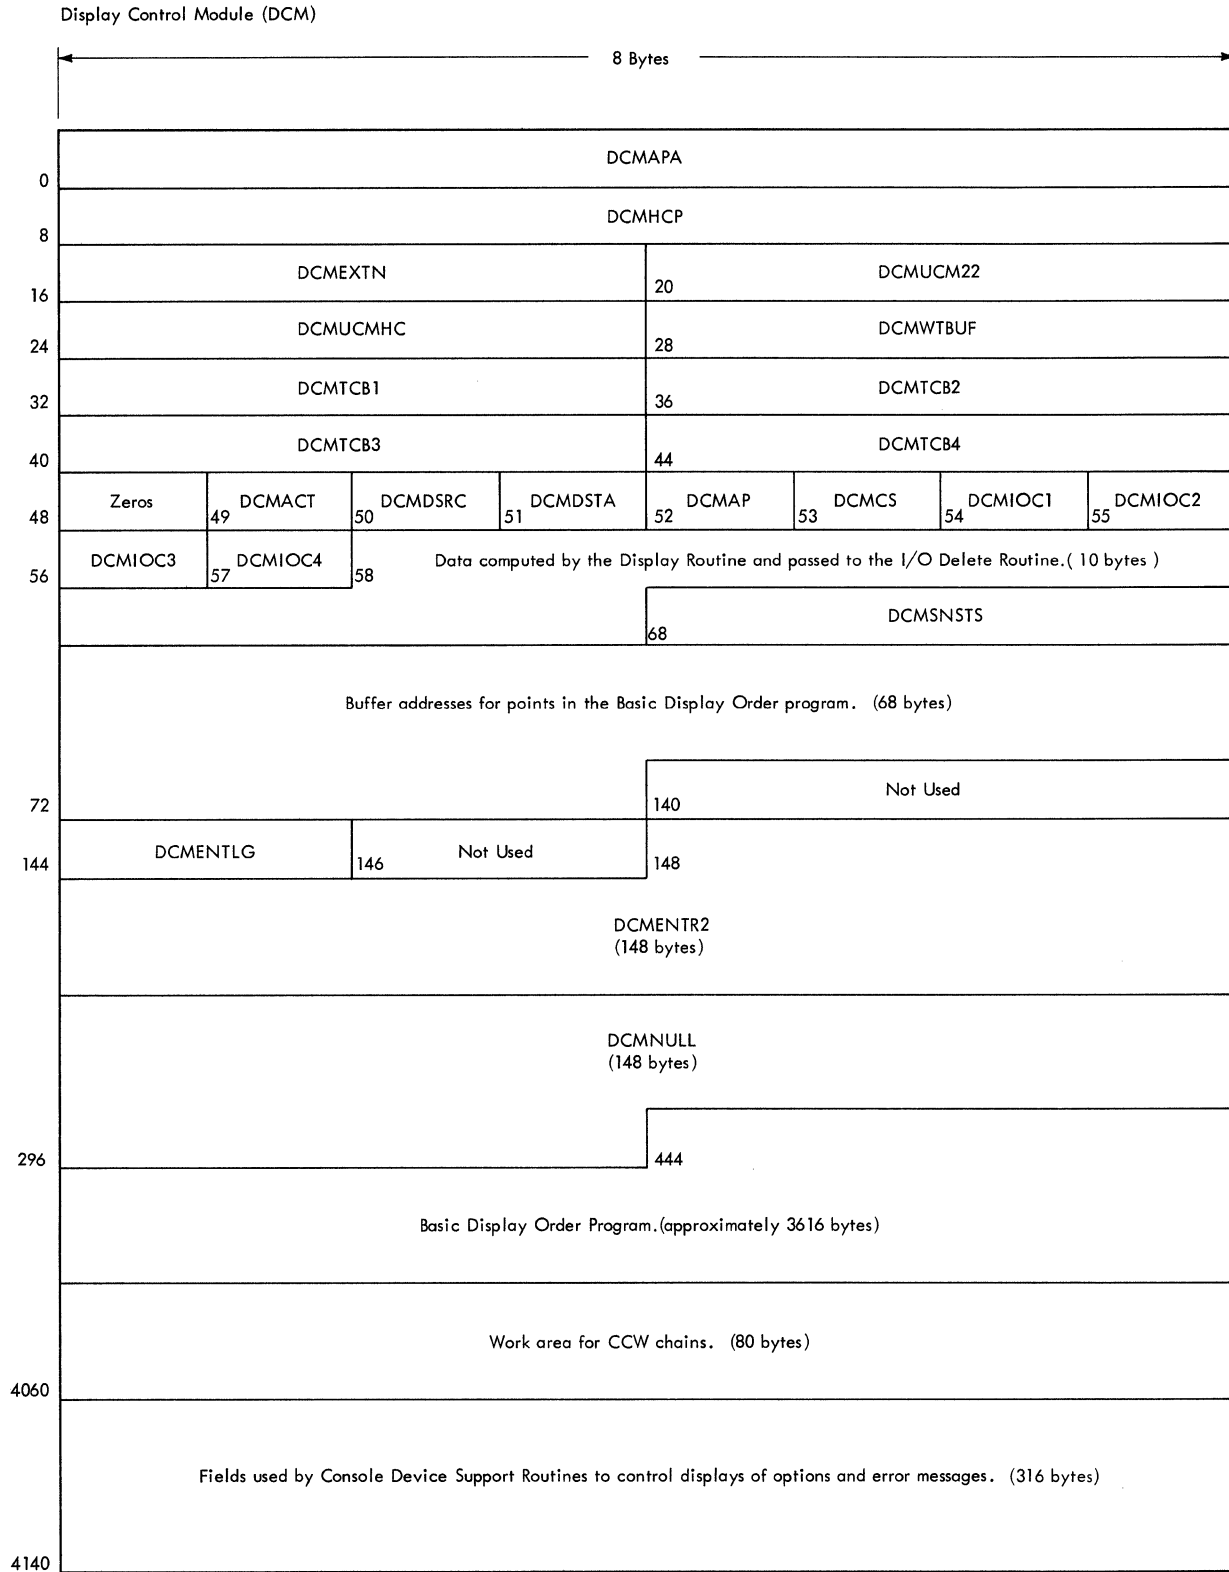 Display Control Module (DCM)
8 Bytes
DCMAPA
0
DCMHCP
8
DCMEXTN DCMUCM22
16 20
DCMUCMHC DCMWTBUF
24 28
DCMTCB1 DCMTCB2
32 36
DCMTCB3 DCMTCB4
40 44
Zeros DCMACT DCMDSRC DCMDSTA DCMAP DCMCS DCMIOC1 DCMIOC2
48 49 50 51 52 53 54 55
DCMIOC3 DCMIOC4 Data computed by the Display Routine and passed to the I/O Delete Routine.( 10 bytes )
56 57 58
DCMSNSTS
68
Buffer addresses for points in the Basic Display Order program. (68 bytes)
Not Used
72 140
DCMENTLG Not Used
144 146 148
DCMENTR2
(148 bytes)
DCMNULL
(148 bytes)
296 444
Basic Display Order Program.(approximately 3616 bytes)
Work area for CCW chains. (80 bytes)
4060
Fields used by Console Device Support Routines to control displays of options and error messages. (316 bytes)
4140